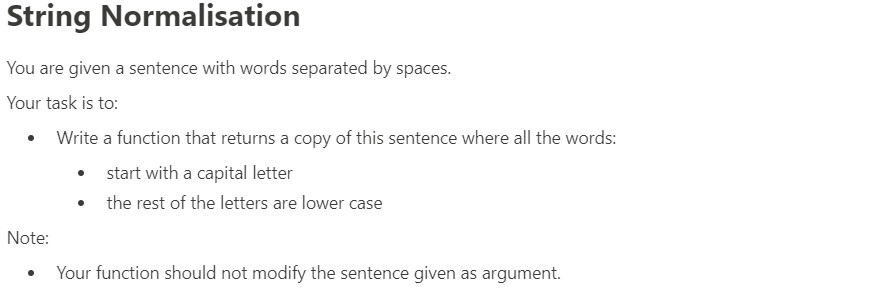 String Normalisation
You are given a sentence with words separated by spaces.
Your task is to:
• Write a function that returns a copy of this sentence where all the words:
• start with a capital letter
• the rest of the letters are lower case
Note:
• Your function should not modify the sentence given as argument.